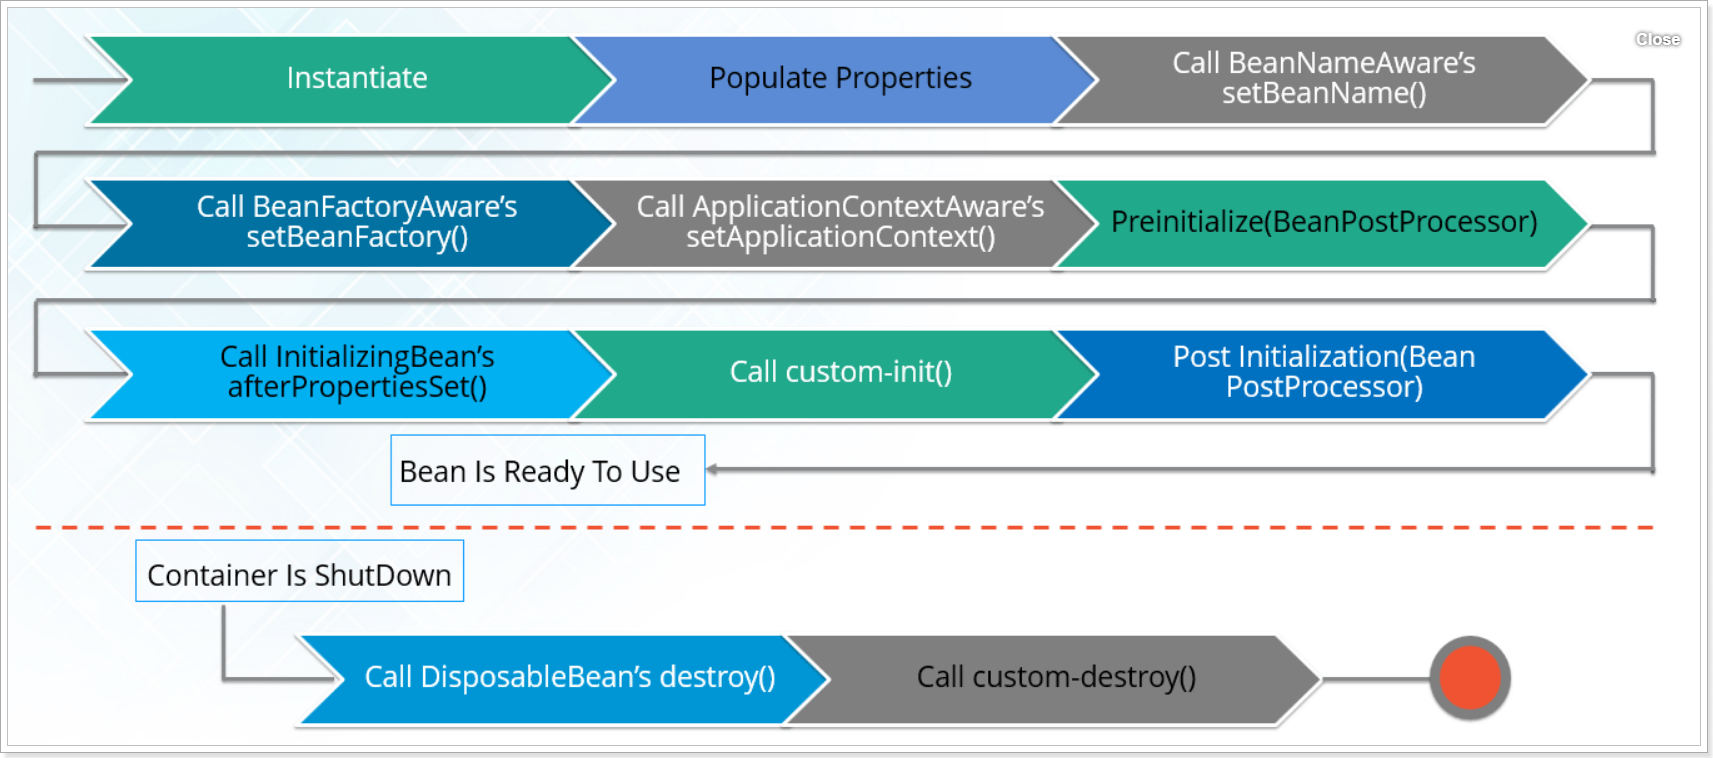 Close
Instantiate
Populate Properties
Call BeanNameAware’s
setBeanName()
Call BeanFactoryAware’s
setBeanFactory()
Call ApplicationContextAware’s
setApplicationContext()
Preinitialize(BeanPostProcessor)
Call InitializingBean’s
afterPropertiesSet()
Call custom-init()
Post Initialization(Bean
PostProcessor)
Bean Is Ready To Use
Container Is ShutDown
Call DisposableBean’s destroy()
Call custom-destroy()